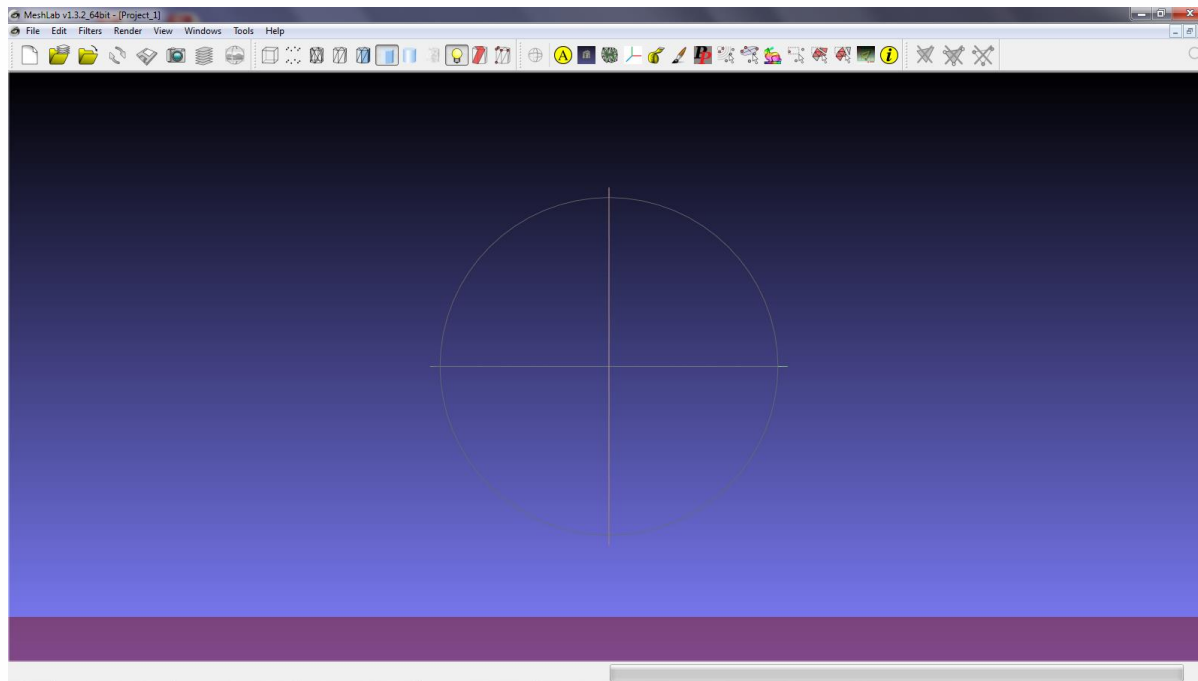 MeshLab v1.3.2_64bit - [Project_1]
File Edit Filters Render View Windows Tools Help
A i